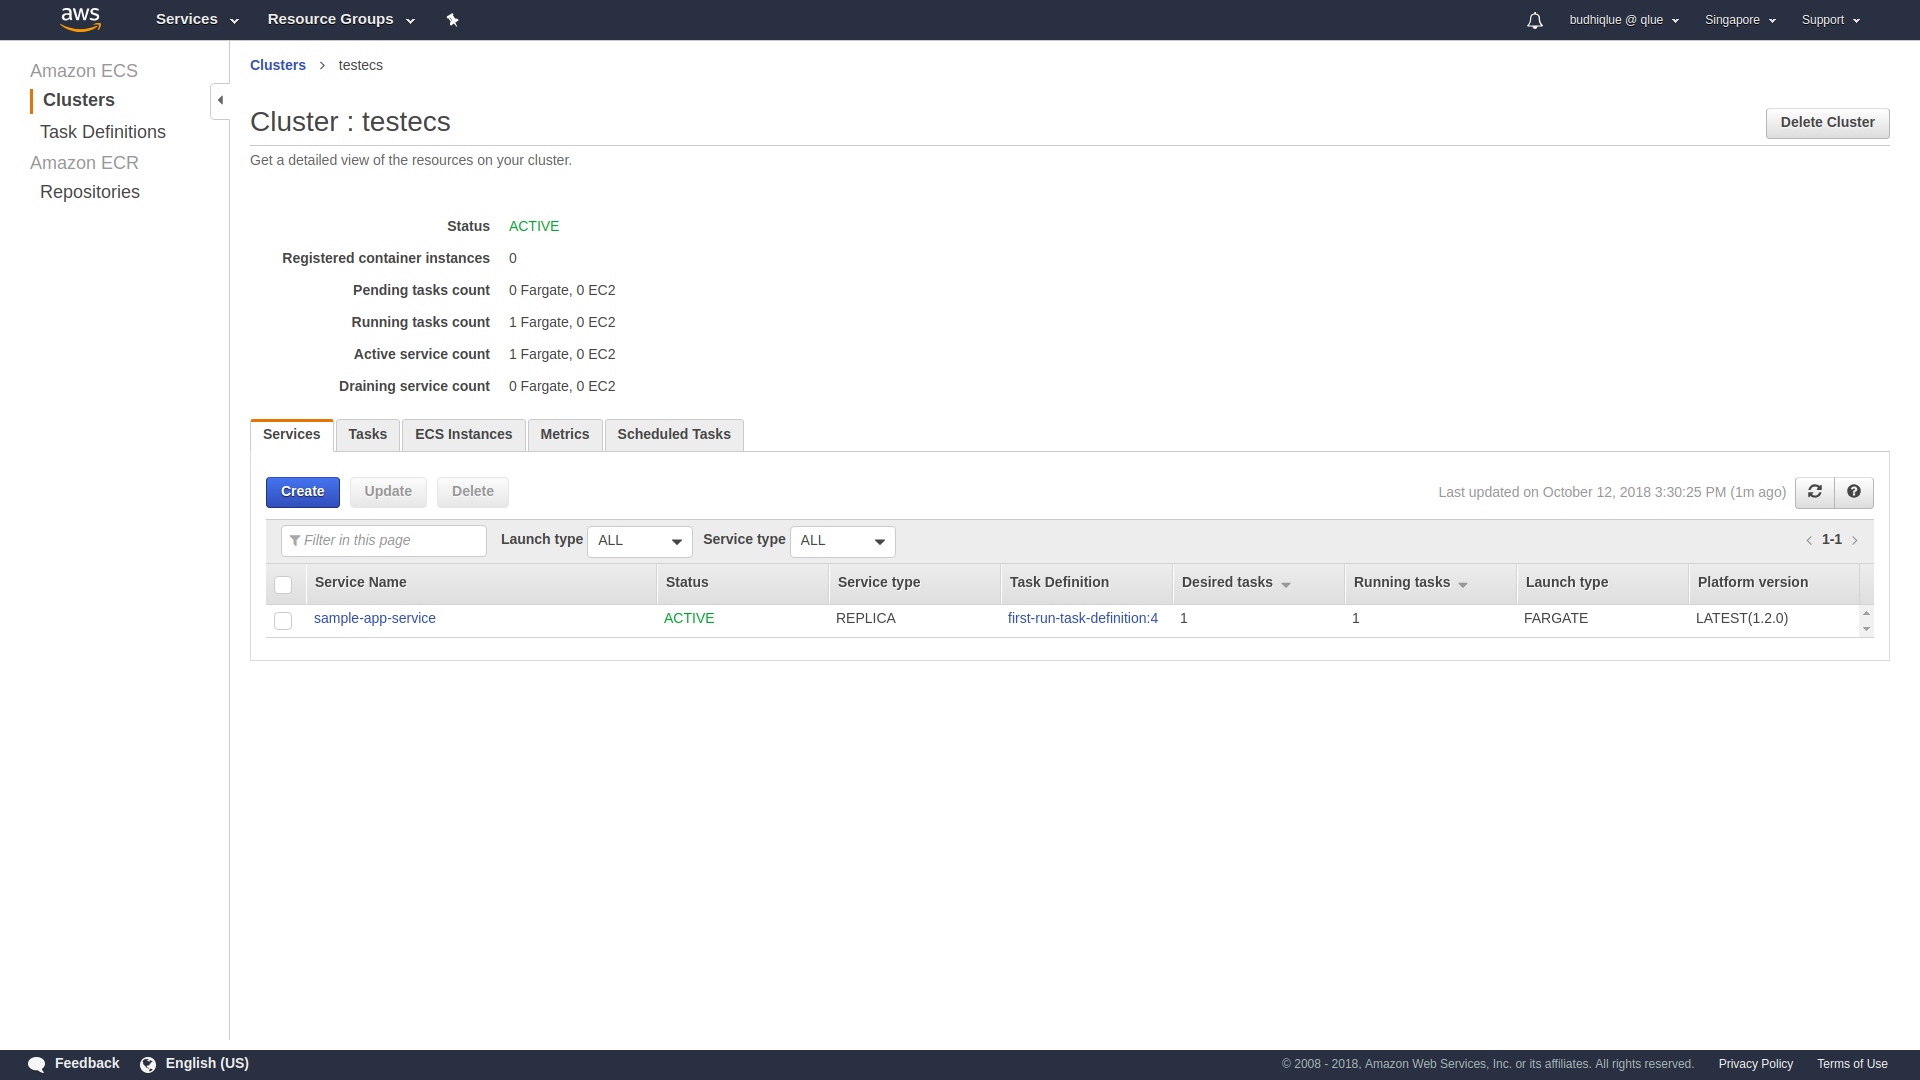 aws Services Resource Groups budhiqlue @ qlue Singapore Support
Amazon ECS
Clusters
Task Definitions
Amazon ECR
Repositories
Clusters > testecs
Cluster : testecs
Delete Cluster
Get a detailed view of the resources on your cluster.
Status ACTIVE
Registered container instances 0
Pending tasks count 0 Fargate, 0 EC2
Running tasks count 1 Fargate, 0 EC2
Active service count 1 Fargate, 0 EC2
Draining service count 0 Fargate, 0 EC2
Services Tasks ECS Instances Metrics Scheduled Tasks
Create Update Delete Last updated on October 12, 2018 3:30:25 PM (1m ago)
Filter in this page Launch type ALL Service type ALL < 1-1 >
Service Name Status Service type Task Definition Desired tasks Running tasks Launch type Platform version
sample-app-service ACTIVE REPLICA first-run-task-definition:4 1 1 FARGATE LATEST(1.2.0)
Feedback English (US) © 2008 - 2018, Amazon Web Services, Inc. or its affiliates. All rights reserved. Privacy Policy Terms of Use